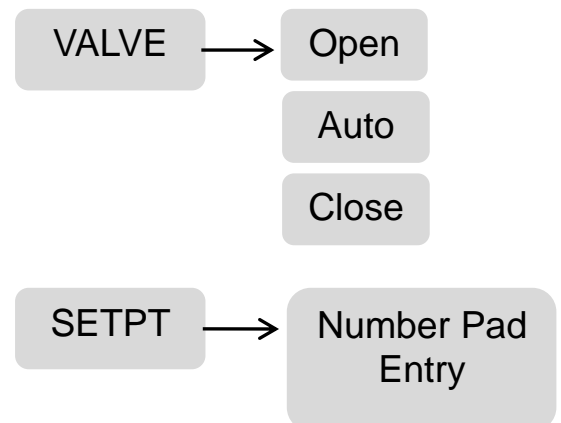 VALVE
Open
Auto
Close
SETPT
Number Pad
Entry